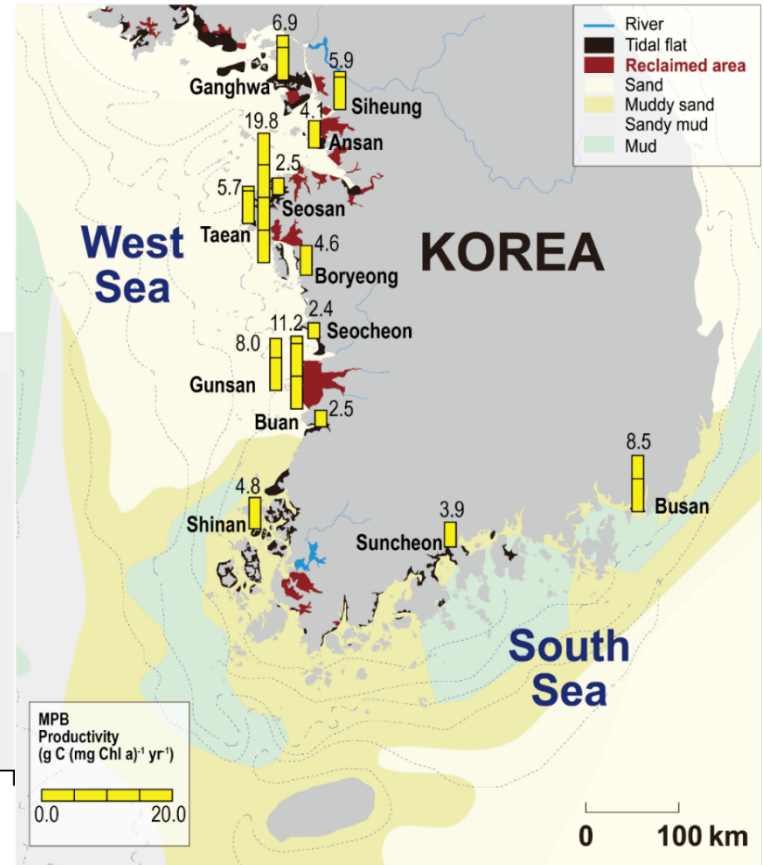 River
Tidal flat
Reclaimed area
Sand
Muddy sand
Sandy mud
Mud
6.9
Ganghwa
5.9
Siheung
4.1
Ansan
19.8
2.5
Seosan
5.7
Taean
West
Sea
KOREA
4.6
Boryeong
2.4
Seocheon
11.2
8.0
Gunsan
Buan
2.5
8.5
Busan
4.8
Shinan
3.9
Suncheon
South
Sea
MPB
Productivity
(g C (mg Chl a)⁻¹ yr⁻¹)
0.0 20.0
0 100 km